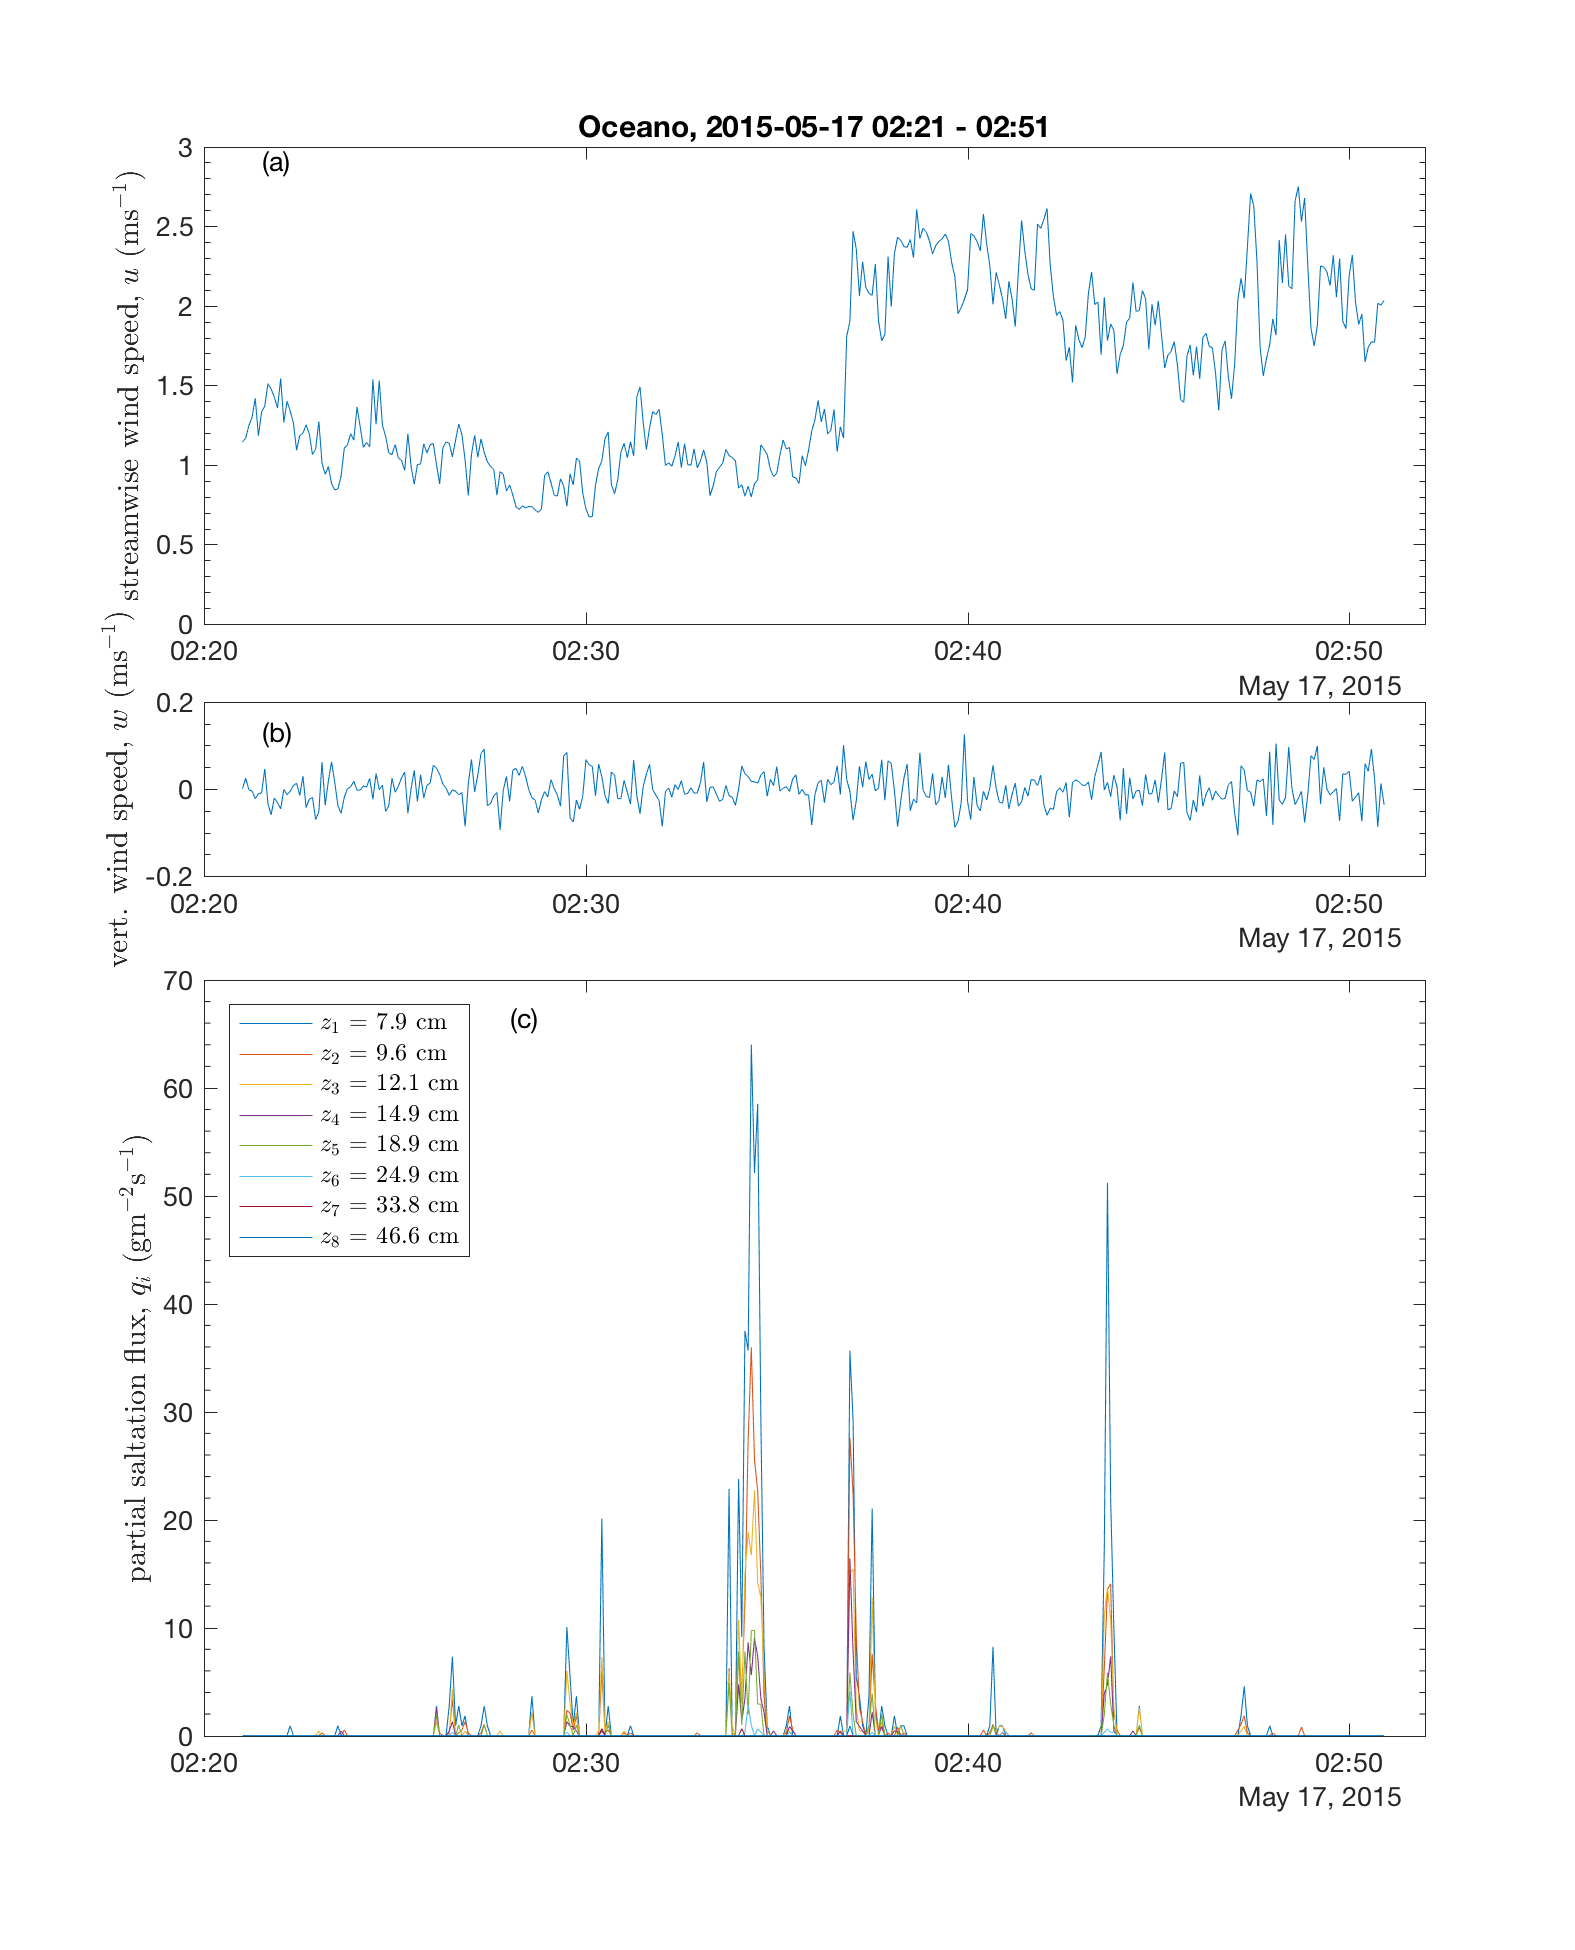 Oceano, 2015-05-17 02:21 - 02:51
(a)
streamwise wind speed, u (ms⁻¹)
3
2.5
2
1.5
1
0.5
0
02:20 02:30 02:40 02:50
May 17, 2015
(b)
vert. wind speed, w (ms⁻¹)
0.2
0
-0.2
02:20 02:30 02:40 02:50
May 17, 2015
(c)
partial saltation flux, qᵢ (gm⁻²s⁻¹)
70
60
50
40
30
20
10
0
z₁ = 7.9 cm
z₂ = 9.6 cm
z₃ = 12.1 cm
z₄ = 14.9 cm
z₅ = 18.9 cm
z₆ = 24.9 cm
z₇ = 33.8 cm
z₈ = 46.6 cm
02:20 02:30 02:40 02:50
May 17, 2015